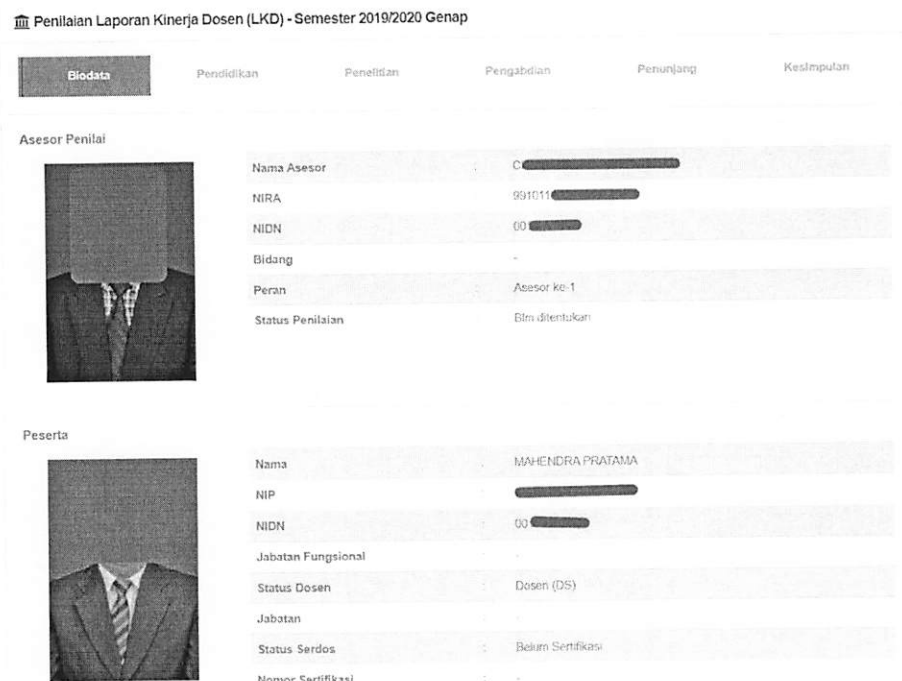 Penilaian Laporan Kinerja Dosen (LKD) - Semester 2019/2020 Genap
Biodata Pendidikan Penelitian Pengabdian Penunjang Kesimpulan
Asesor Penilai
Nama Asesor : C
NIRA : 991011
NIDN : 00
Bidang : -
Peran : Asesor ke-1
Status Penilaian : Blm ditentukan
Peserta
Nama : MAHENDRA PRATAMA
NIP :
NIDN : 00
Jabatan Fungsional : -
Status Dosen : Dosen (DS)
Jabatan : -
Status Serdos : Belum Sertifikasi
Nomor Sertifikasi : -